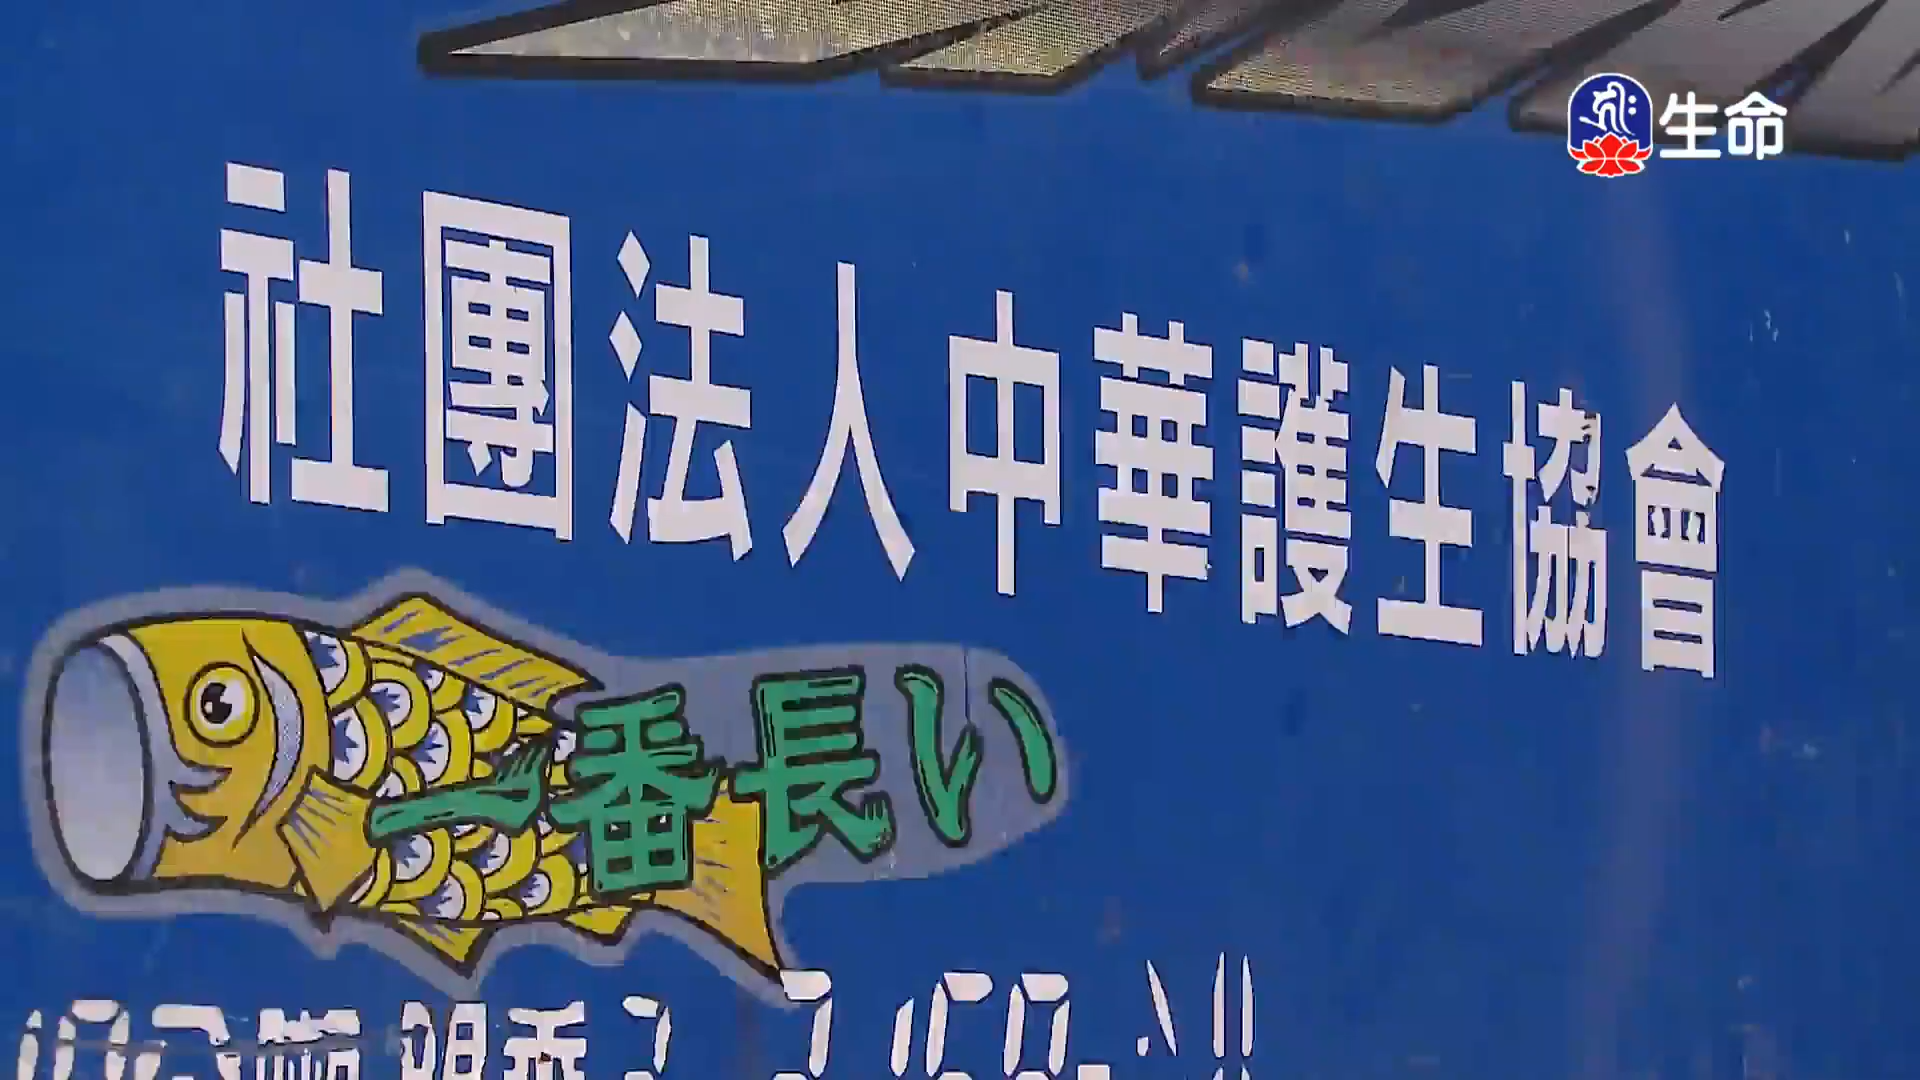 生命
社團法人中華護生協會
一番長い